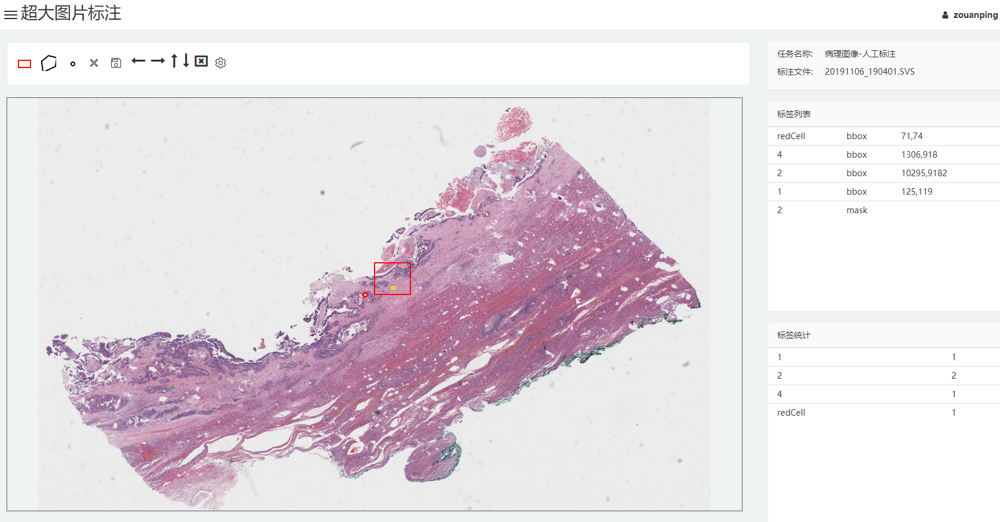 超大图片标注
zouanping
任务名称: 病理图像-人工标注
标注文件: 20191106_190401.SVS
标签列表
redCell bbox 71,74
4 bbox 1306,918
2 bbox 10295,9182
1 bbox 125,119
2 mask
标签统计
1 1
2 2
4 1
redCell 1